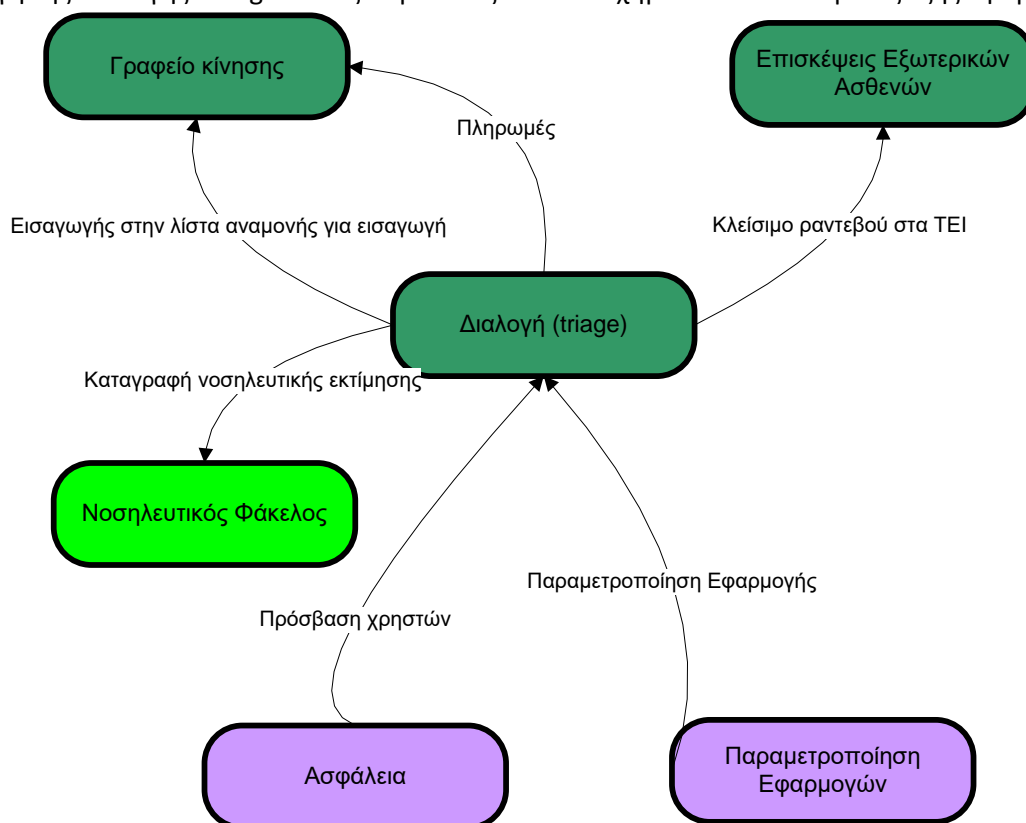 Γραφείο κίνησης
Επισκέψεις Εξωτερικών
Ασθενών
Πληρωμές
Εισαγωγής στην λίστα αναμονής για εισαγωγή
Κλείσιμο ραντεβού στα ΤΕΙ
Διαλογή (triage)
Καταγραφή νοσηλευτικής εκτίμησης
Νοσηλευτικός Φάκελος
Παραμετροποίηση Εφαρμογής
Πρόσβαση χρηστών
Ασφάλεια
Παραμετροποίηση
Εφαρμογών